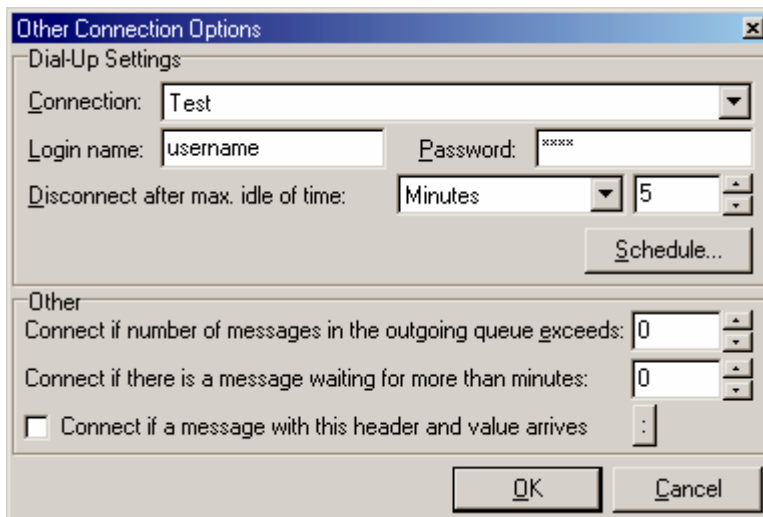 Other Connection Options
Dial-Up Settings
Connection: Test
Login name: username Password: ****
Disconnect after max. idle of time: Minutes 5
Schedule...
Other
Connect if number of messages in the outgoing queue exceeds: 0
Connect if there is a message waiting for more than minutes: 0
Connect if a message with this header and value arrives :
OK Cancel